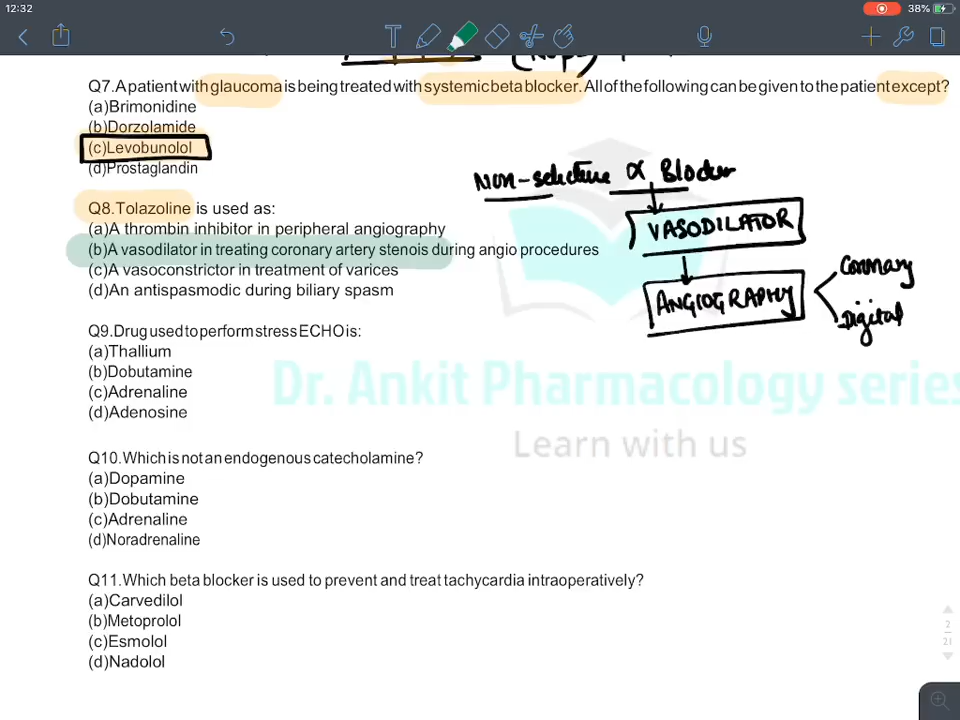 12:32
38%
Q7.A patient with glaucoma is being treated with systemic beta blocker. All of the following can be given to the patient except?
(a)Brimonidine
(b)Dorzolamide
(c)Levobunolol
(d)Prostaglandin
Non-selective α Blocker
Q8.Tolazoline is used as:
(a)A thrombin inhibitor in peripheral angiography
VASODILATOR
(b)A vasodilator in treating coronary artery stenois during angio procedures
(c)A vasoconstrictor in treatment of varices
Coronary
(d)An antispasmodic during biliary spasm
ANGIOGRAPHY
Digital
Q9.Drug used to perform stress ECHO is:
(a)Thallium
(b)Dobutamine
(c)Adrenaline
(d)Adenosine
Dr. Ankit Pharmacology series
Learn with us
Q10.Which is not an endogenous catecholamine?
(a)Dopamine
(b)Dobutamine
(c)Adrenaline
(d)Noradrenaline
Q11.Which beta blocker is used to prevent and treat tachycardia intraoperatively?
(a)Carvedilol
(b)Metoprolol
(c)Esmolol
(d)Nadolol
2
21